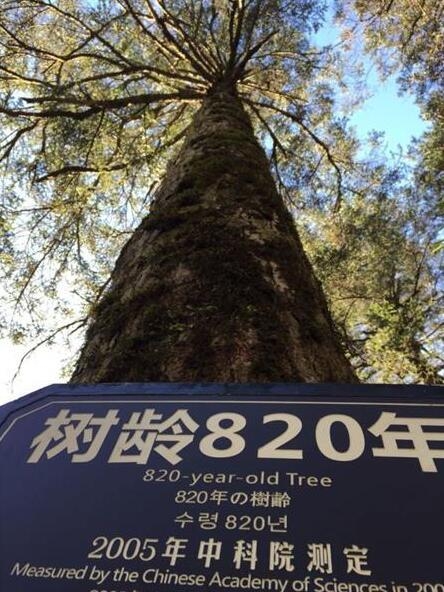 树龄820年
820-year-old Tree
820年の樹齢
수령 820년
2005年中科院测定
Measured by the Chinese Academy of Sciences in 200